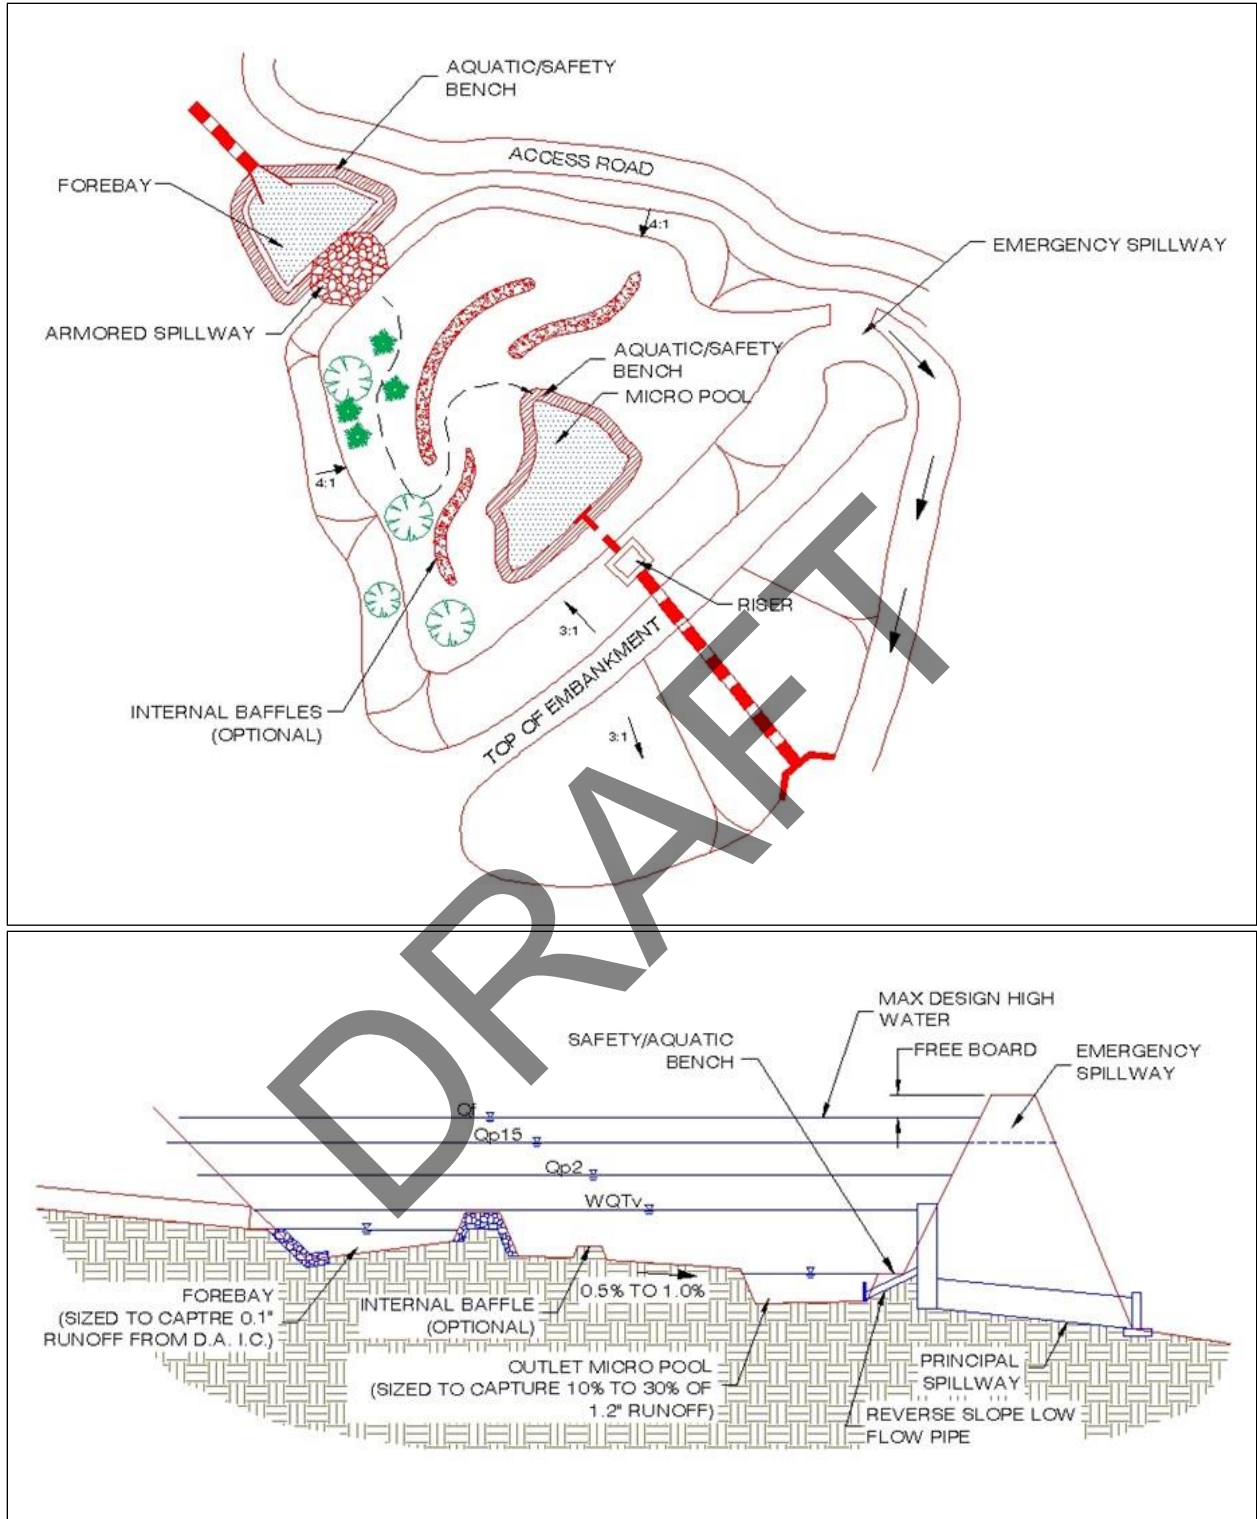 AQUATIC/SAFETY
BENCH
ACCESS ROAD
FOREBAY
4:1
EMERGENCY SPILLWAY
ARMORED SPILLWAY
AQUATIC/SAFETY
BENCH
MICRO POOL
4:1
RISER
3:1
TOP OF EMBANKMENT
INTERNAL BAFFLES
(OPTIONAL)
3:1
DRAFT
MAX DESIGN HIGH
WATER
SAFETY/AQUATIC
BENCH
FREE BOARD
EMERGENCY
SPILLWAY
Qf
Qp15
Qp2
WQTv
FOREBAY
(SIZED TO CAPTRE 0.1"
RUNOFF FROM D.A. I.C.)
INTERNAL BAFFLE
(OPTIONAL)
0.5% TO 1.0%
OUTLET MICRO POOL
(SIZED TO CAPTURE 10% TO 30% OF
1.2" RUNOFF)
PRINCIPAL
SPILLWAY
REVERSE SLOPE LOW
FLOW PIPE